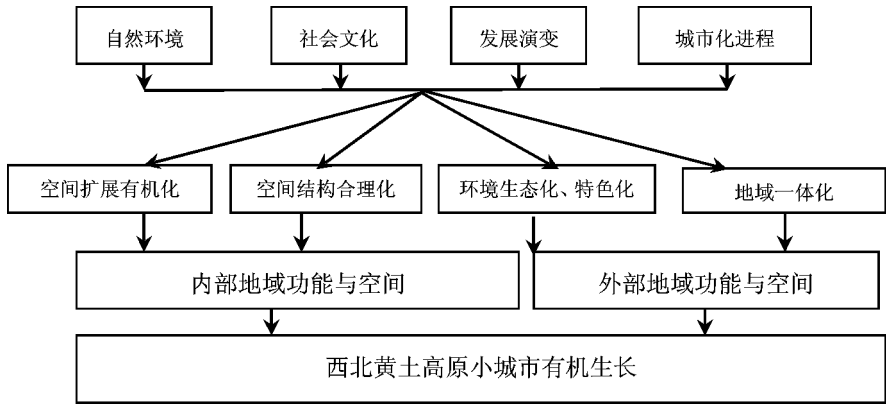 自然环境
社会文化
发展演变
城市化进程
空间扩展有机化
空间结构合理化
环境生态化、特色化
地域一体化
内部地域功能与空间
外部地域功能与空间
西北黄土高原小城市有机生长